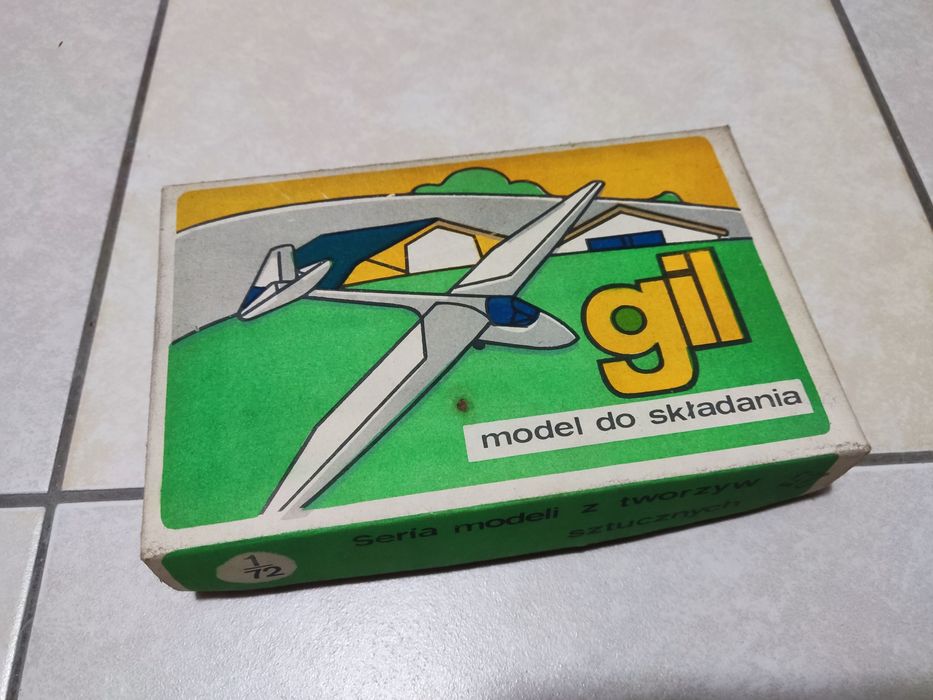 gil
model do składania
Seria modeli z tworzyw
sztucznych
1/72